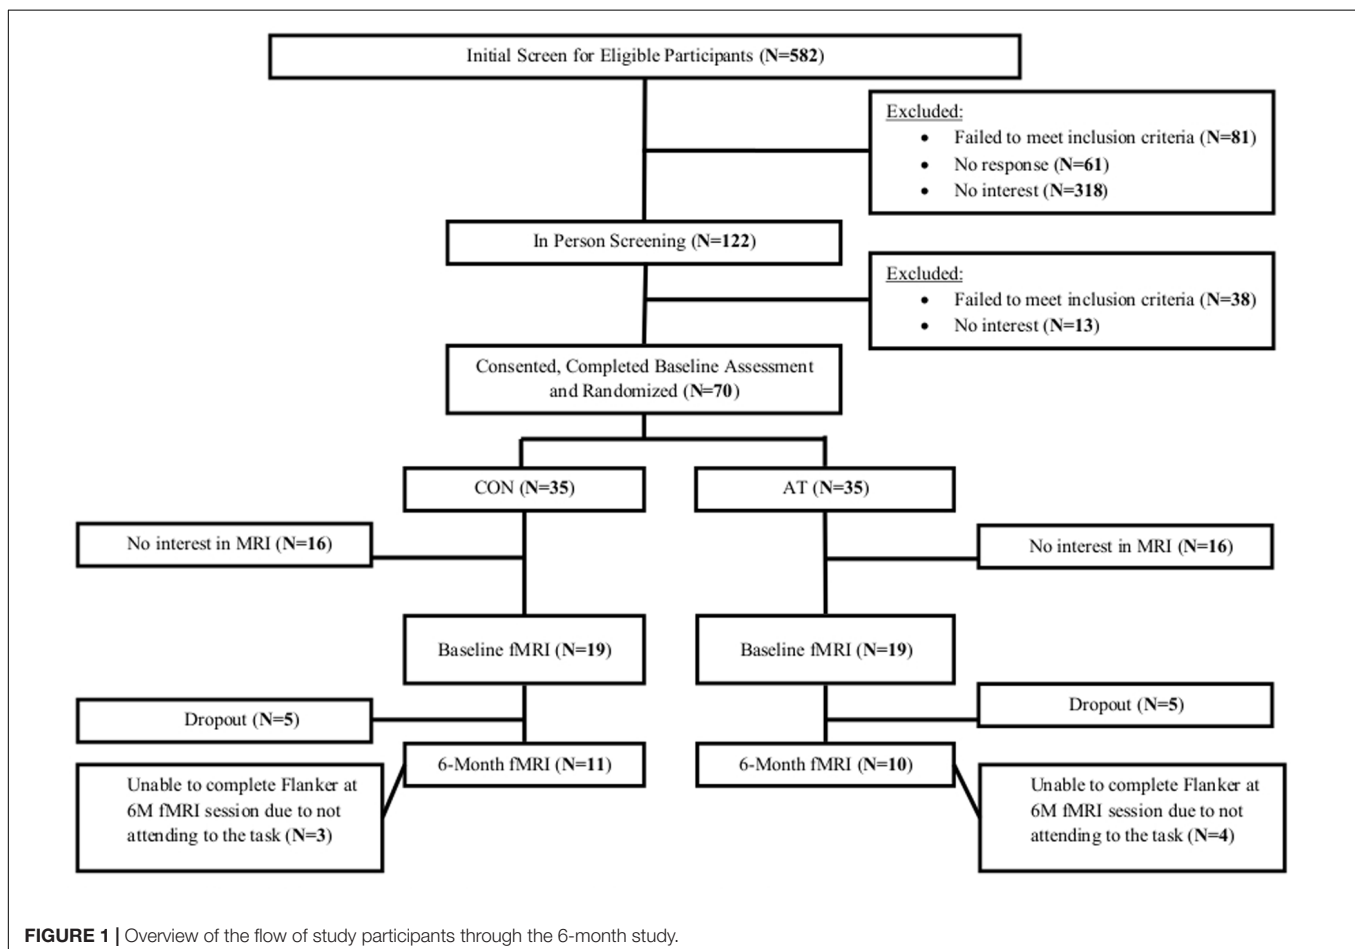 Initial Screen for Eligible Participants (N=582)
Excluded:
• Failed to meet inclusion criteria (N=81)
• No response (N=61)
• No interest (N=318)
In Person Screening (N=122)
Excluded:
• Failed to meet inclusion criteria (N=38)
• No interest (N=13)
Consented, Completed Baseline Assessment
and Randomized (N=70)
CON (N=35)
AT (N=35)
No interest in MRI (N=16)
No interest in MRI (N=16)
Baseline fMRI (N=19)
Baseline fMRI (N=19)
Dropout (N=5)
Dropout (N=5)
6-Month fMRI (N=11)
6-Month fMRI (N=10)
Unable to complete Flanker at
6M fMRI session due to not
attending to the task (N=3)
Unable to complete Flanker at
6M fMRI session due to not
attending to the task (N=4)
FIGURE 1 | Overview of the flow of study participants through the 6-month study.